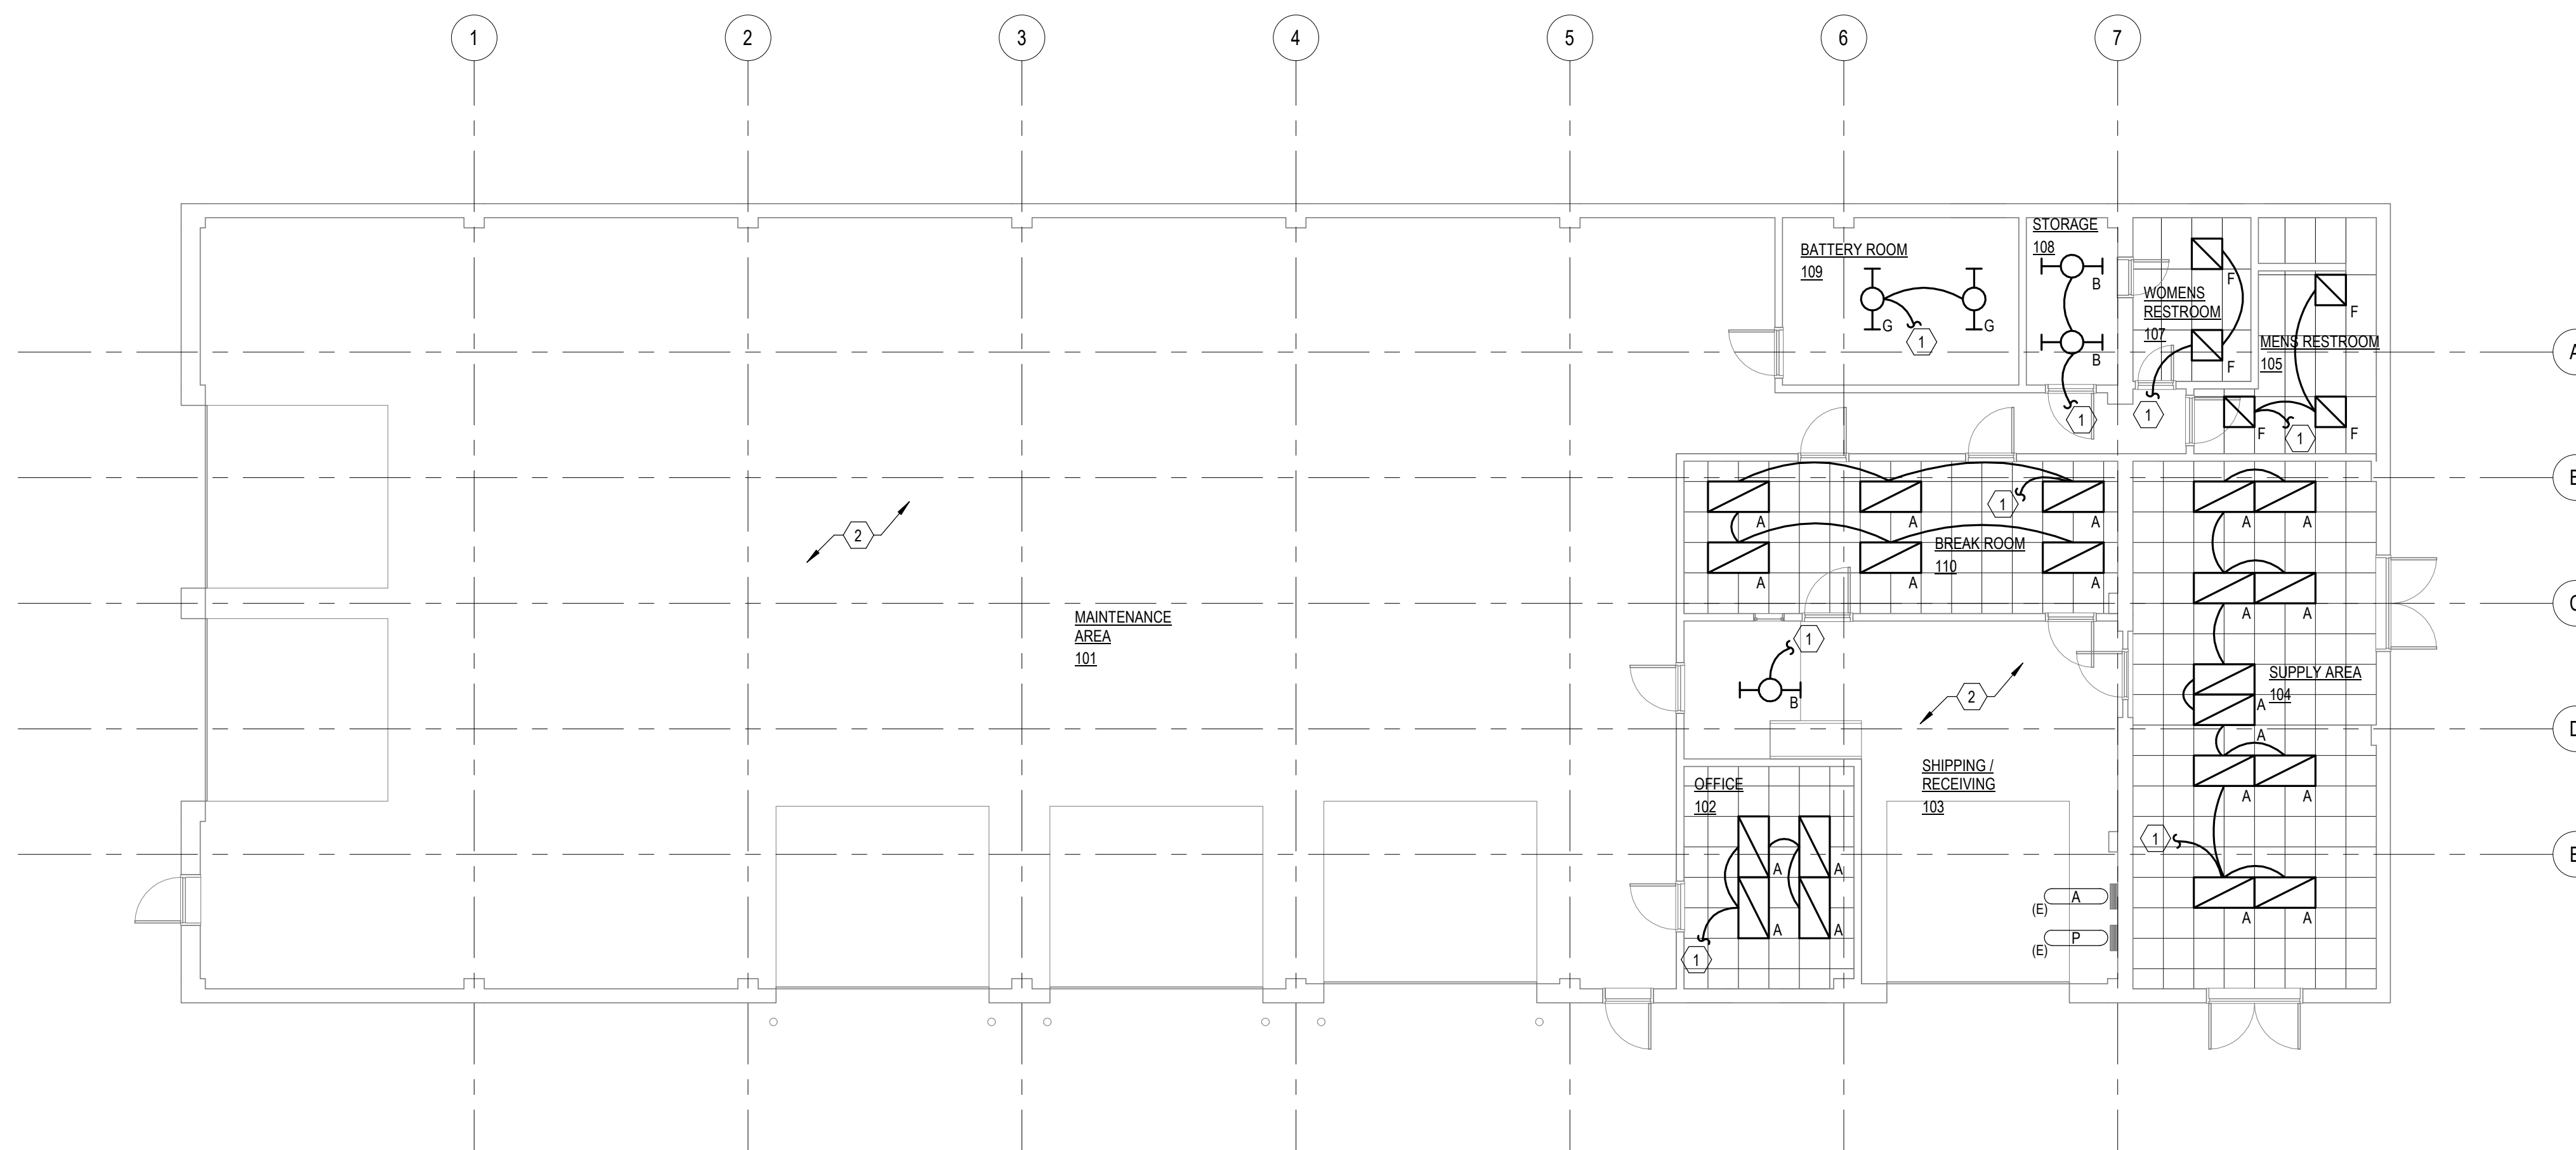 1 2 3 4 5 6 7
STORAGE
108
B
B
1
BATTERY ROOM
109
G G
1
WOMENS
RESTROOM
107
F
F
1
F
MENS RESTROOM
105
F F
1
A
B
C
D
E
A A A
1
BREAK ROOM
110
A A A
2
MAINTENANCE
AREA
101
1
B
2
SHIPPING /
RECEIVING
103
OFFICE
102
A A
A A
1
A
(E)
P
(E)
A A
A A
SUPPLY AREA
104
A
A
A A
1
A A